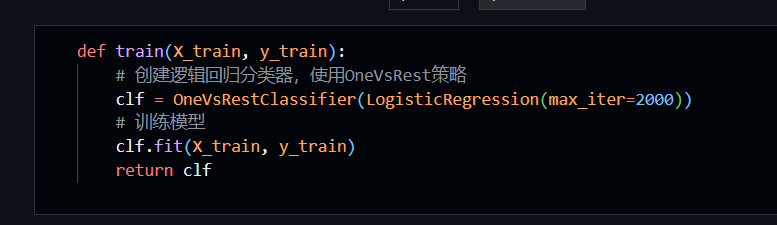 def train(X_train, y_train):
# 创建逻辑回归分类器，使用OneVsRest策略
clf = OneVsRestClassifier(LogisticRegression(max_iter=2000))
# 训练模型
clf.fit(X_train, y_train)
return clf